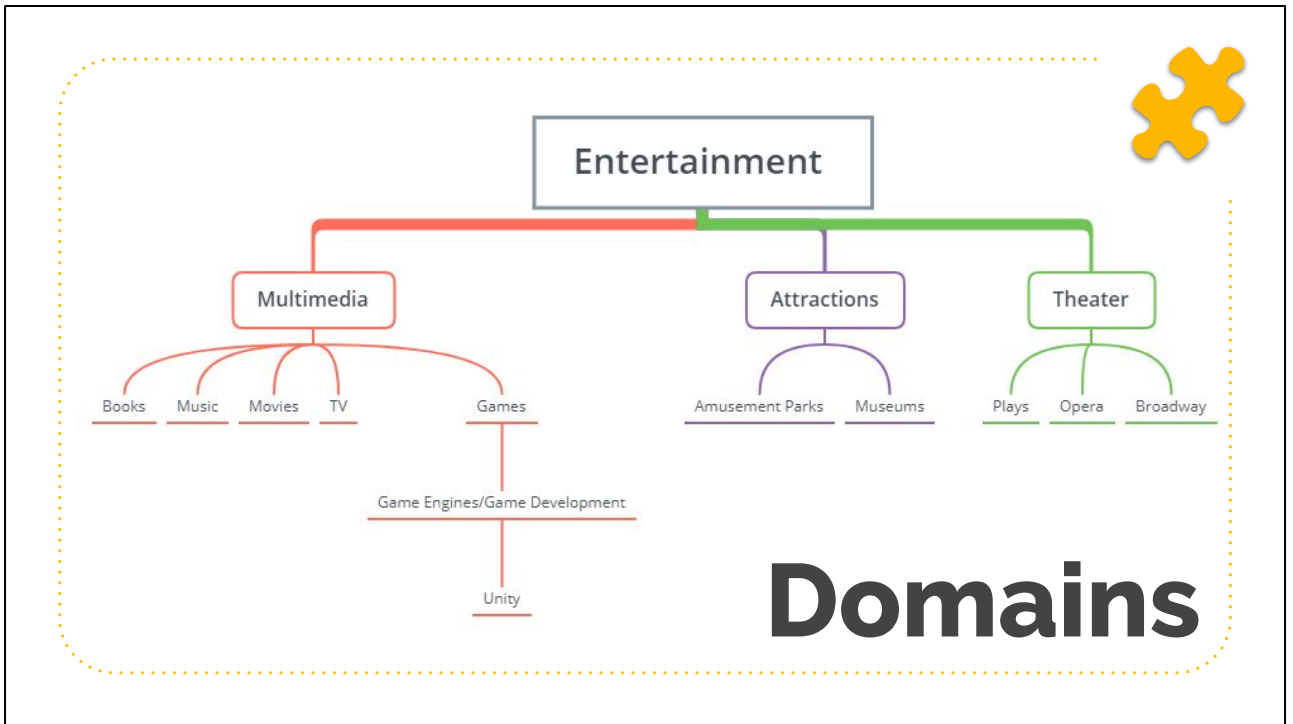 Entertainment
Multimedia
Attractions
Theater
Books
Music
Movies
TV
Games
Amusement Parks
Museums
Plays
Opera
Broadway
Game Engines/Game Development
Unity
Domains